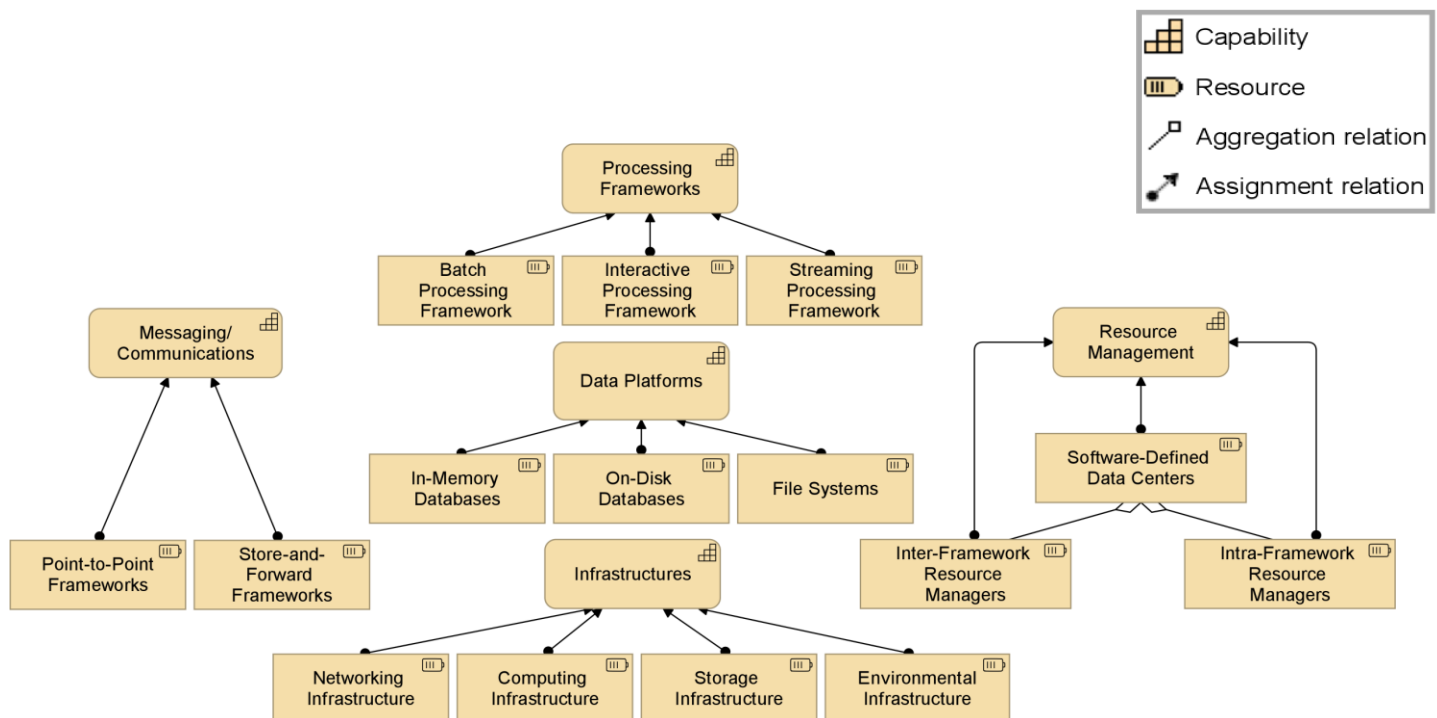 Capability
Resource
Aggregation relation
Assignment relation
Processing
Frameworks
Batch
Processing
Framework
Interactive
Processing
Framework
Streaming
Processing
Framework
Messaging/
Communications
Point-to-Point
Frameworks
Store-and-
Forward
Frameworks
Data Platforms
In-Memory
Databases
On-Disk
Databases
File Systems
Resource
Management
Software-Defined
Data Centers
Inter-Framework
Resource
Managers
Intra-Framework
Resource
Managers
Infrastructures
Networking
Infrastructure
Computing
Infrastructure
Storage
Infrastructure
Environmental
Infrastructure